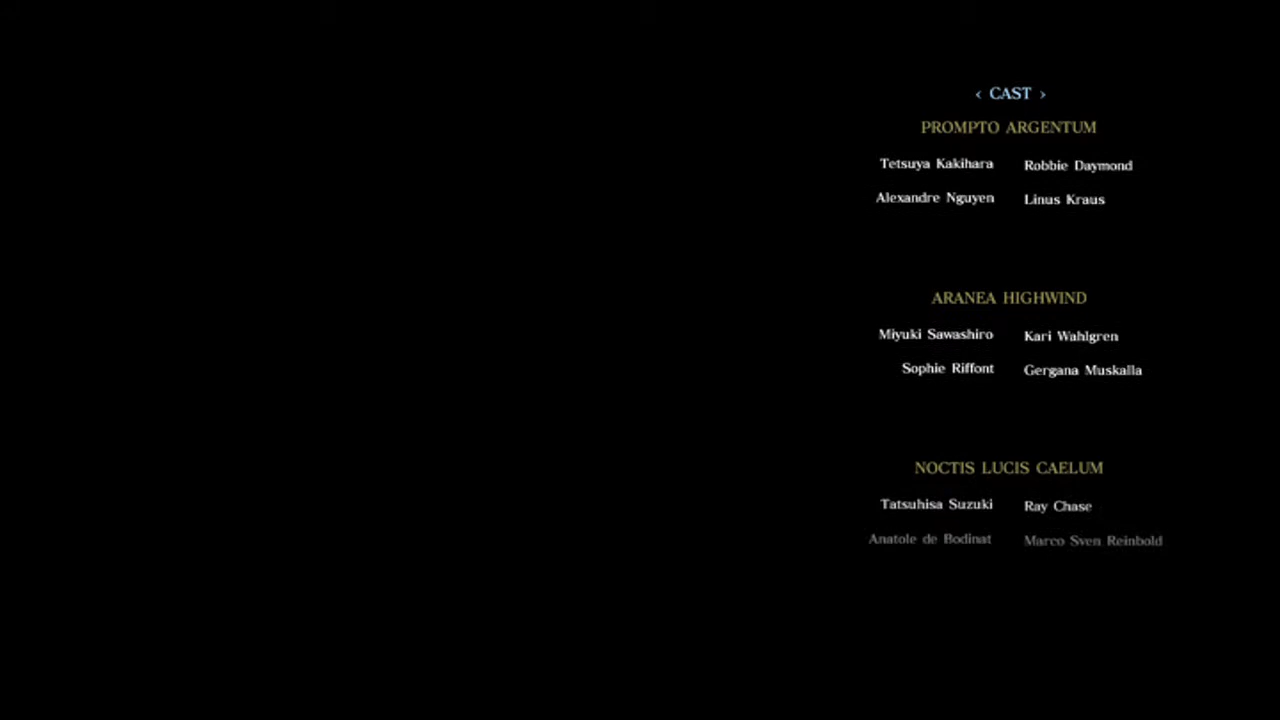 ‹ CAST ›
PROMPTO ARGENTUM
Tetsuya Kakihara Robbie Daymond
Alexandre Nguyen Linus Kraus
ARANEA HIGHWIND
Miyuki Sawashiro Kari Wahlgren
Sophie Riffont Gergana Muskalla
NOCTIS LUCIS CAELUM
Tatsuhisa Suzuki Ray Chase
Anatole de Bodinat Marco Sven Reinbold